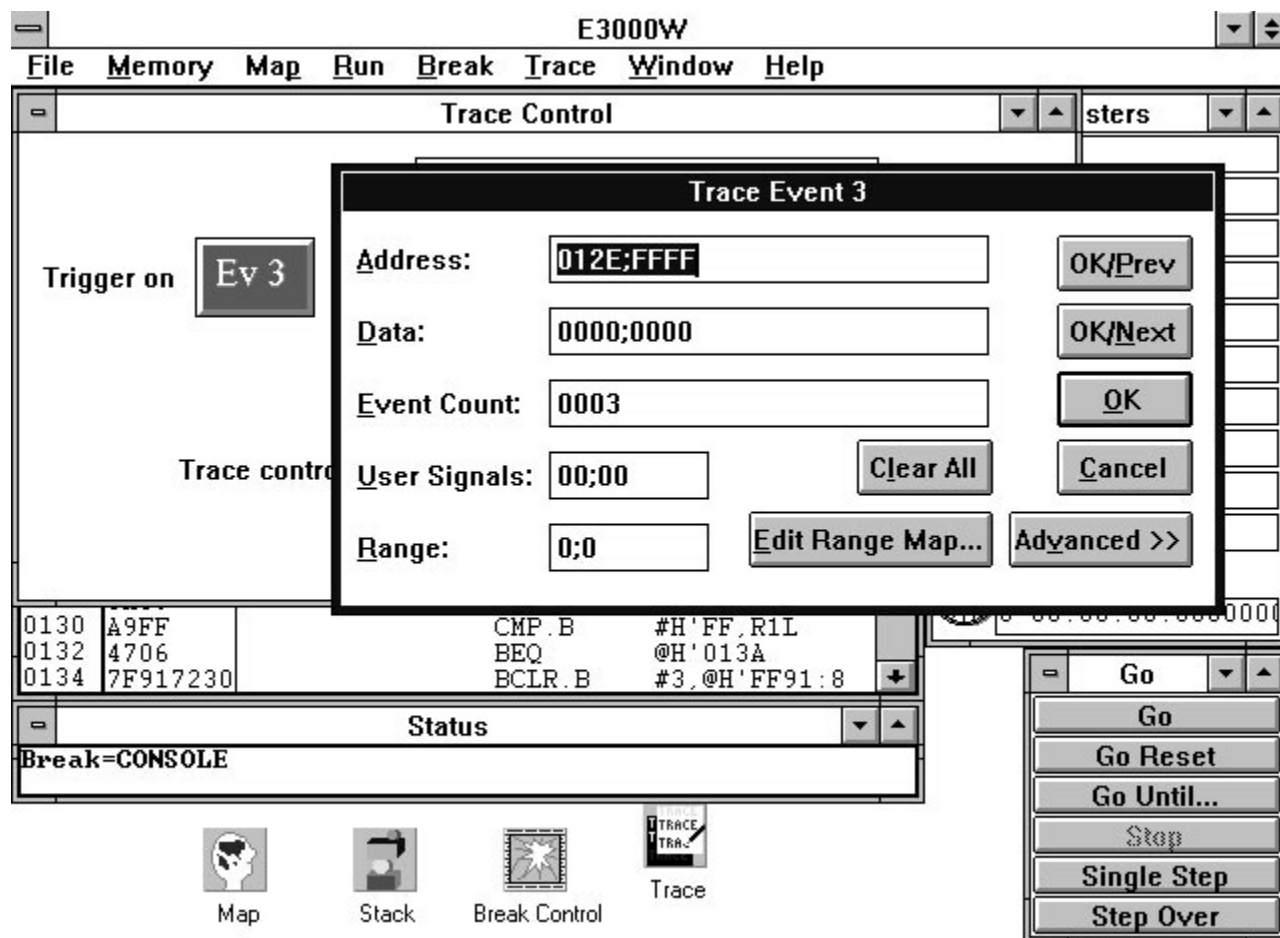 E3000W
File Memory Map Run Break Trace Window Help
Trace Control
sters
Trace Event 3
Trigger on
Ev 3
Address: 012E;FFFF
OK/Prev
Data: 0000;0000
OK/Next
Event Count: 0003
OK
User Signals: 00;00
Clear All
Cancel
Range: 0;0
Edit Range Map...
Advanced >>
Trace contro
0130 A9FF CMP.B #H'FF,R1L
0132 4706 BEQ @H'013A
0134 7F917230 BCLR.B #3,@H'FF91:8
Status
Break=CONSOLE
Go
Go
Go Reset
Go Until...
Stop
Single Step
Step Over
TRACE
Map
Stack
Break Control
Trace